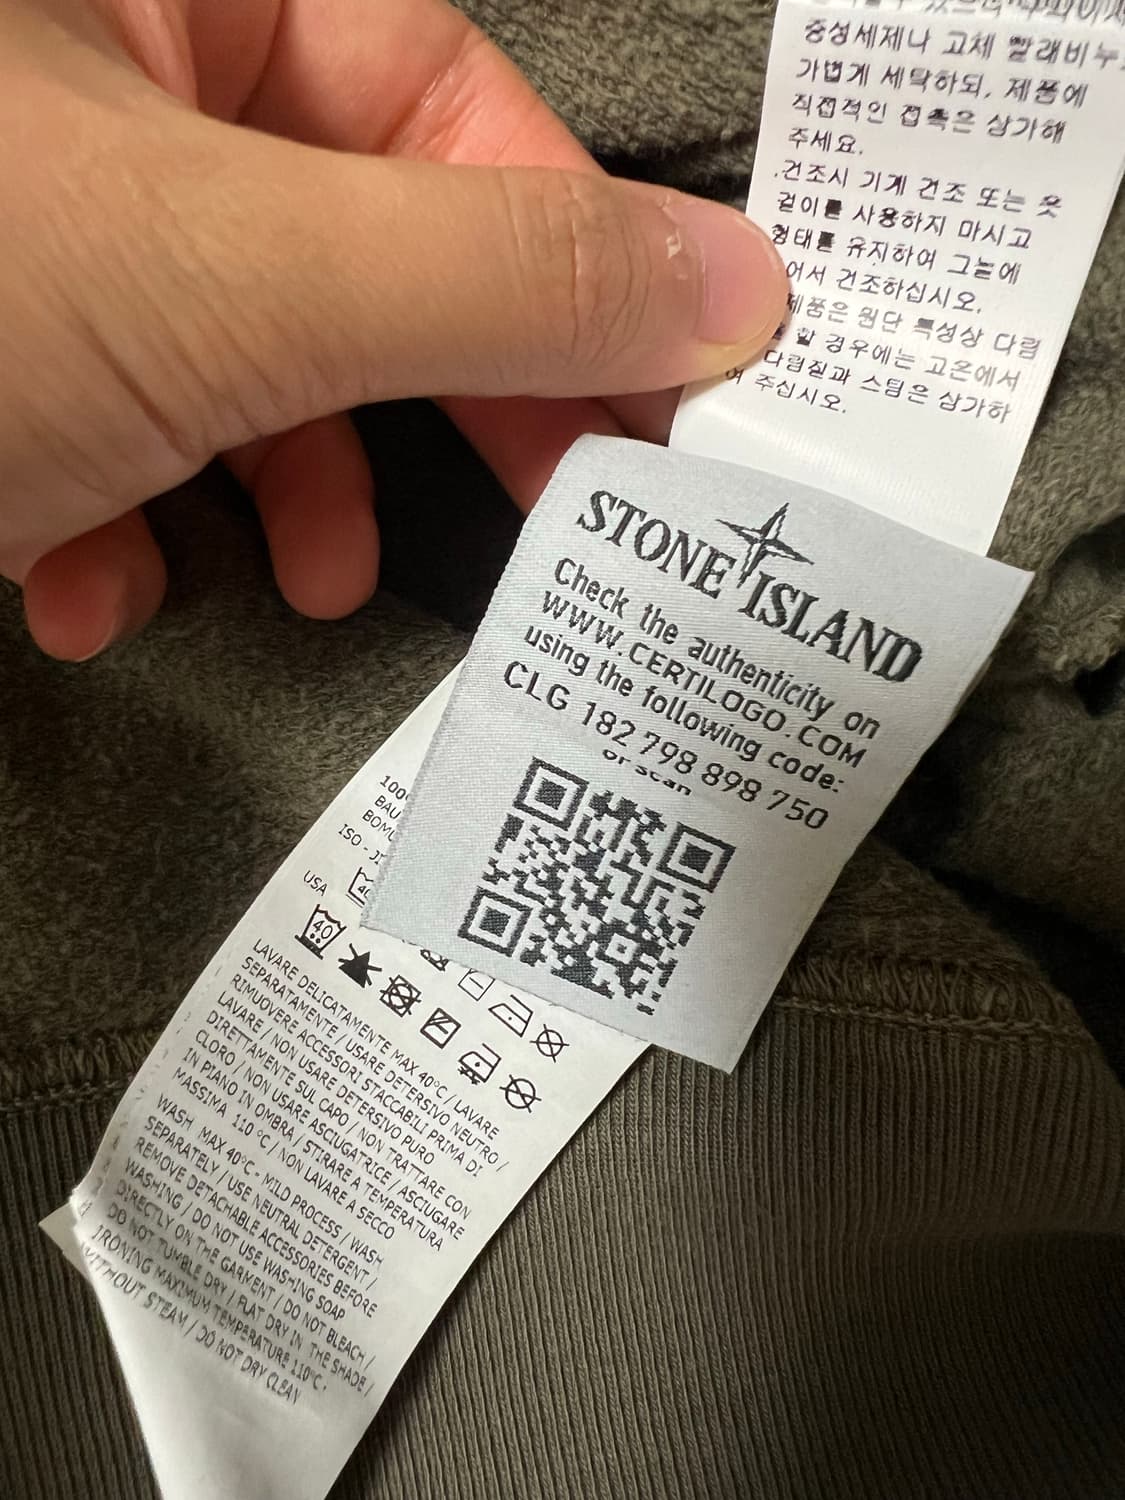 중성세제나 고체 빨래비누
가볍게 세탁하되, 제품에
직접적인 접촉은 삼가해
주세요.
.건조시 기계 건조 또는 옷
걸이를 사용하지 마시고
형태를 유지하여 그늘에
어서 건조하십시오.
제품은 원단 특성상 다림
할 경우에는 고온에서
다림질과 스팀은 삼가하
여 주십시오.
STONE ISLAND
Check the authenticity on
WWW.CERTILOGO.COM
using the following code:
CLG 182 798 898 750
or scan
ISO - J
USA
40
LAVARE DELICATAMENTE MAX 40°C / LAVARE
SEPARATAMENTE / USARE DETERSIVO NEUTRO /
RIMUOVERE ACCESSORI STACCABILI PRIMA DI
LAVARE / NON USARE DETERSIVO PURO
DIRETTAMENTE SUL CAPO / NON TRATTARE CON
CLORO / NON USARE ASCIUGATRICE / ASCIUGARE
IN PIANO IN OMBRA / STIRARE A TEMPERATURA
MASSIMA 110 °C / NON LAVARE A SECCO
WASH MAX 40°C - MILD PROCESS / WASH
SEPARATELY / USE NEUTRAL DETERGENT /
REMOVE DETACHABLE ACCESSORIES BEFORE
WASHING / DO NOT USE WASHING SOAP
DIRECTLY ON THE GARMENT / DO NOT BLEACH /
DO NOT TUMBLE DRY / FLAT DRY IN THE SHADE /
IRONING MAXIMUM TEMPERATURE 110°C -
WITHOUT STEAM / DO NOT DRY CLEAN